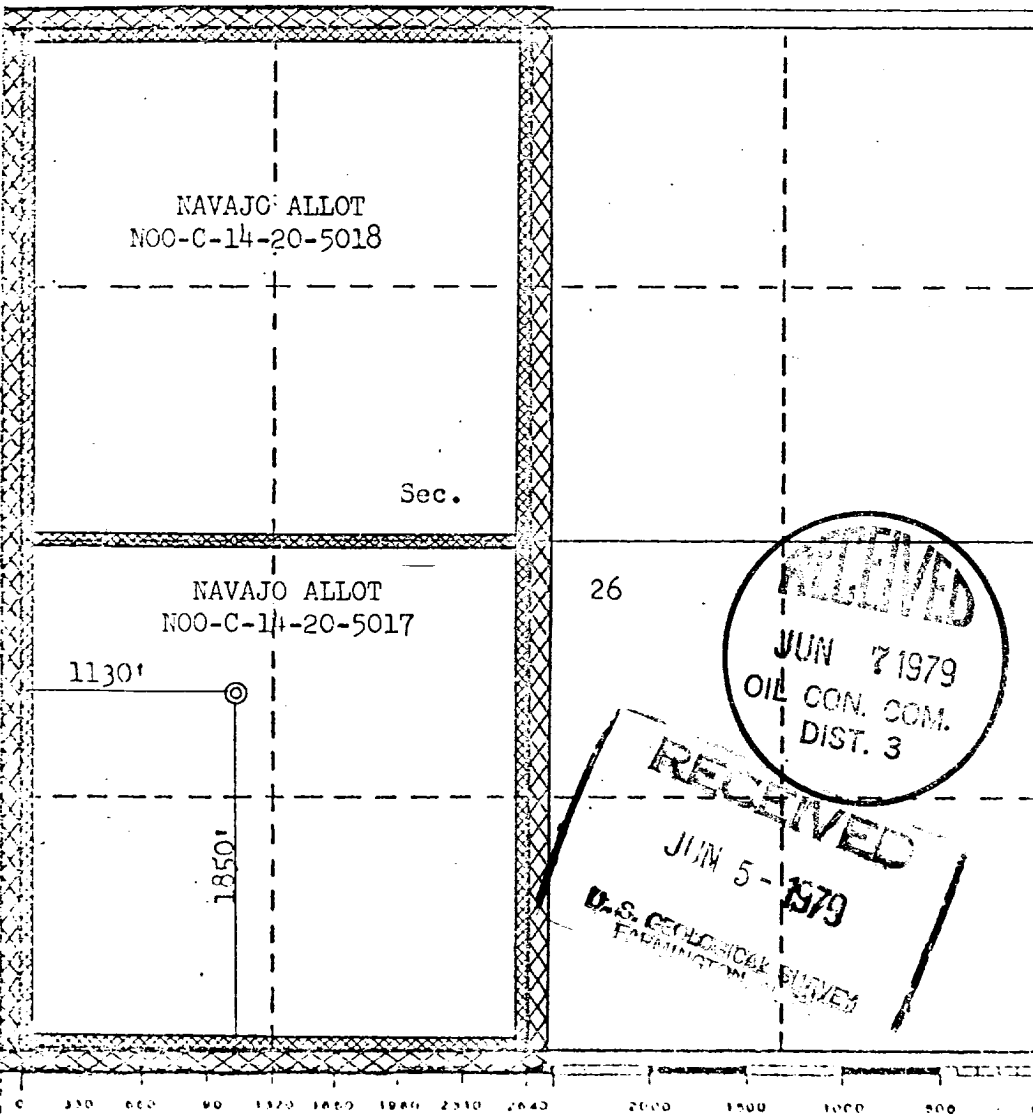 NAVAJO ALLOT
NOO-C-14-20-5018
Sec.
NAVAJO ALLOT
NOO-C-14-20-5017
26
1130'
1850'
RECEIVED
JUN 7 1979
OIL CON. COM.
DIST. 3
RECEIVED
JUN 5 - 1979
U.S. GEOLOGICAL SURVEY
FARMINGTON
0 330 660 90 1320 1650 1980 2310 2640 2000 1500 1000 500